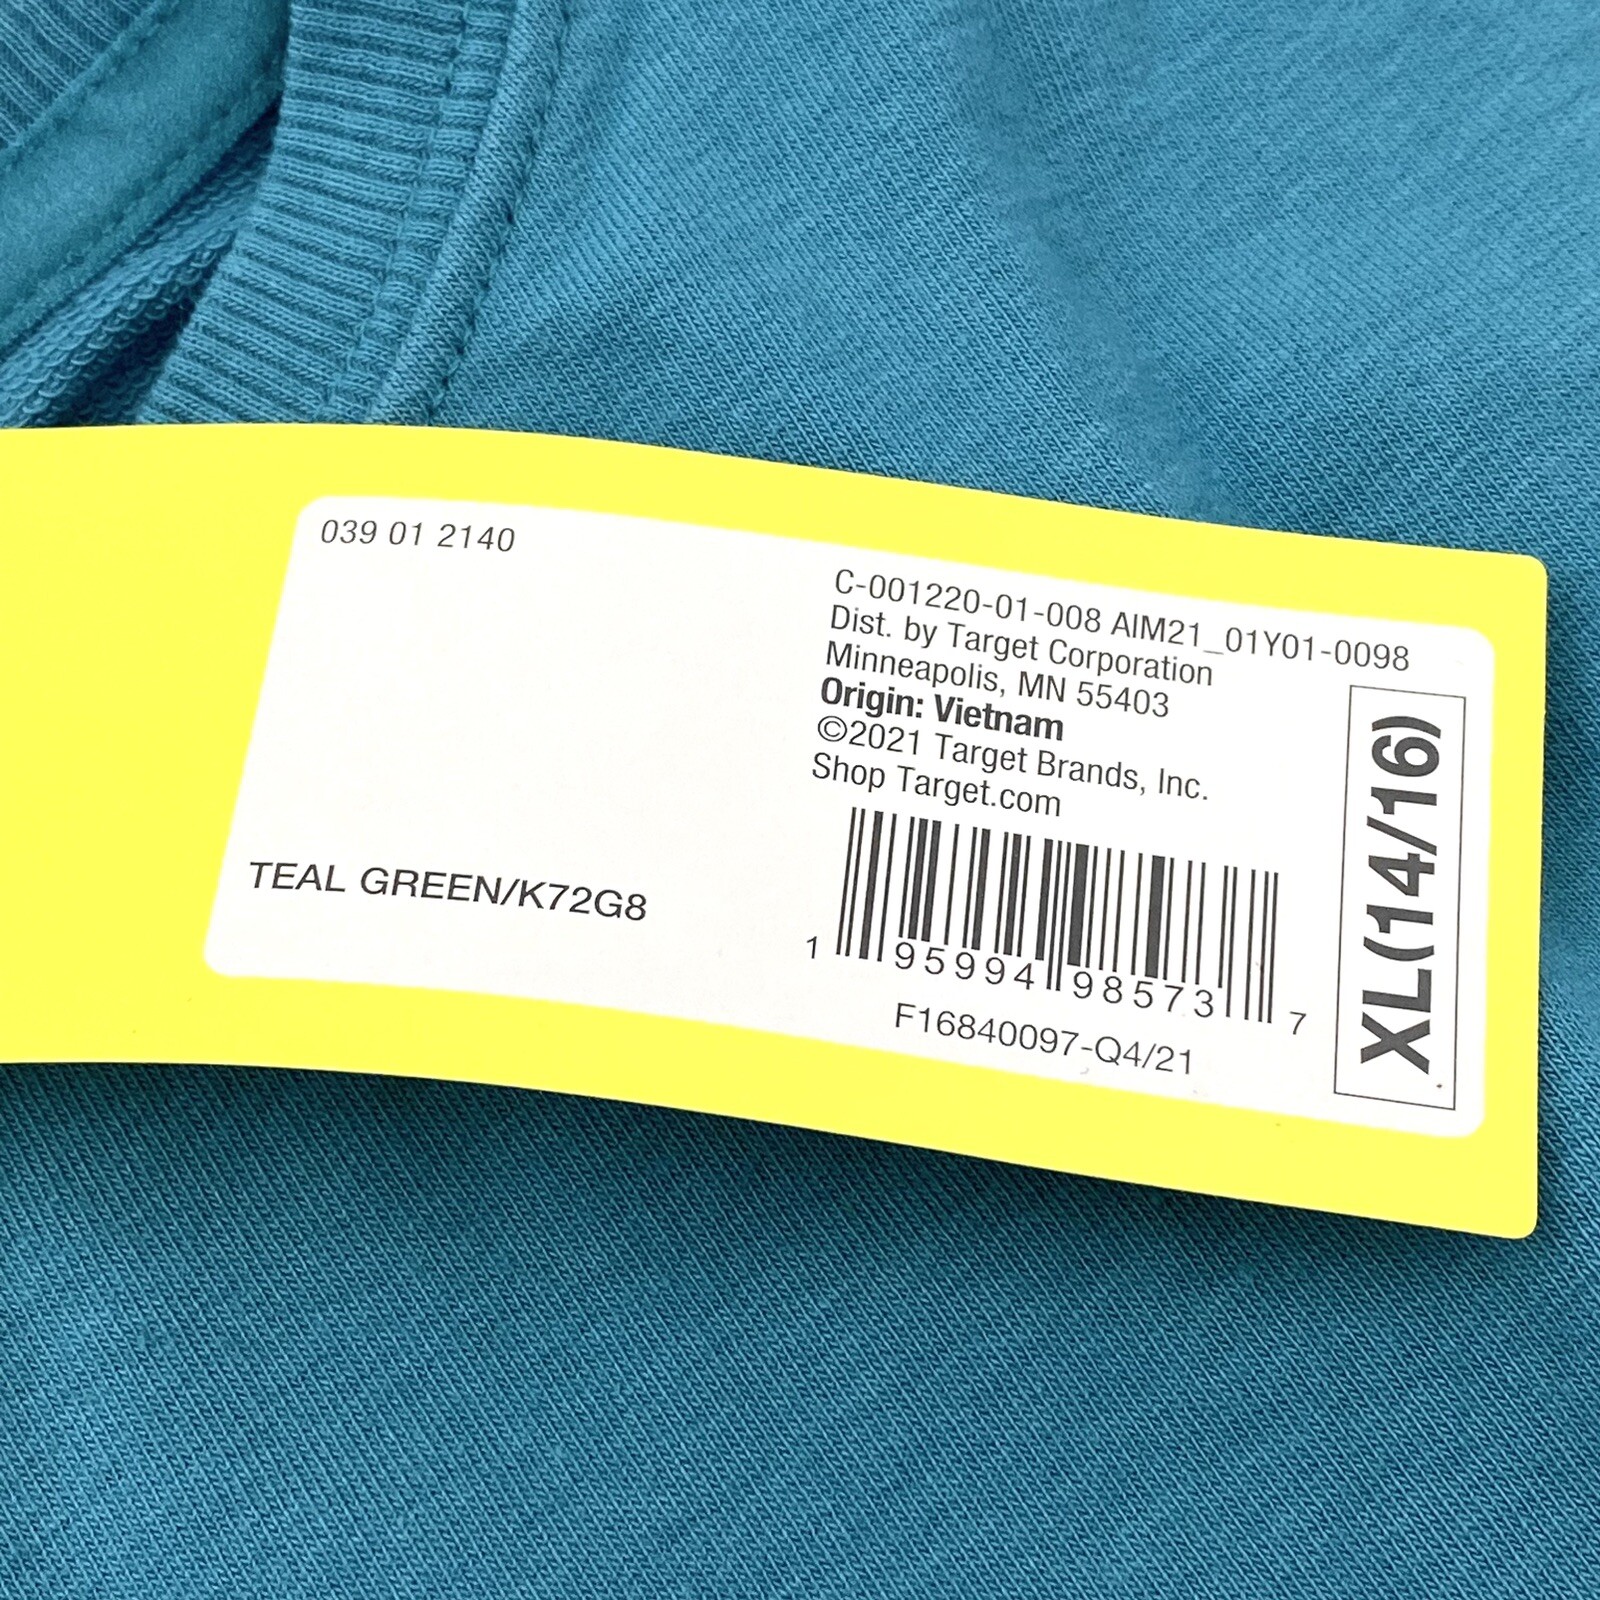 039 01 2140
C-001220-01-008 AIM21_01Y01-0098
Dist. by Target Corporation
Minneapolis, MN 55403
Origin: Vietnam
©2021 Target Brands, Inc.
Shop Target.com
TEAL GREEN/K72G8
1 95994 98573 7
F16840097-Q4/21
XL(14/16)